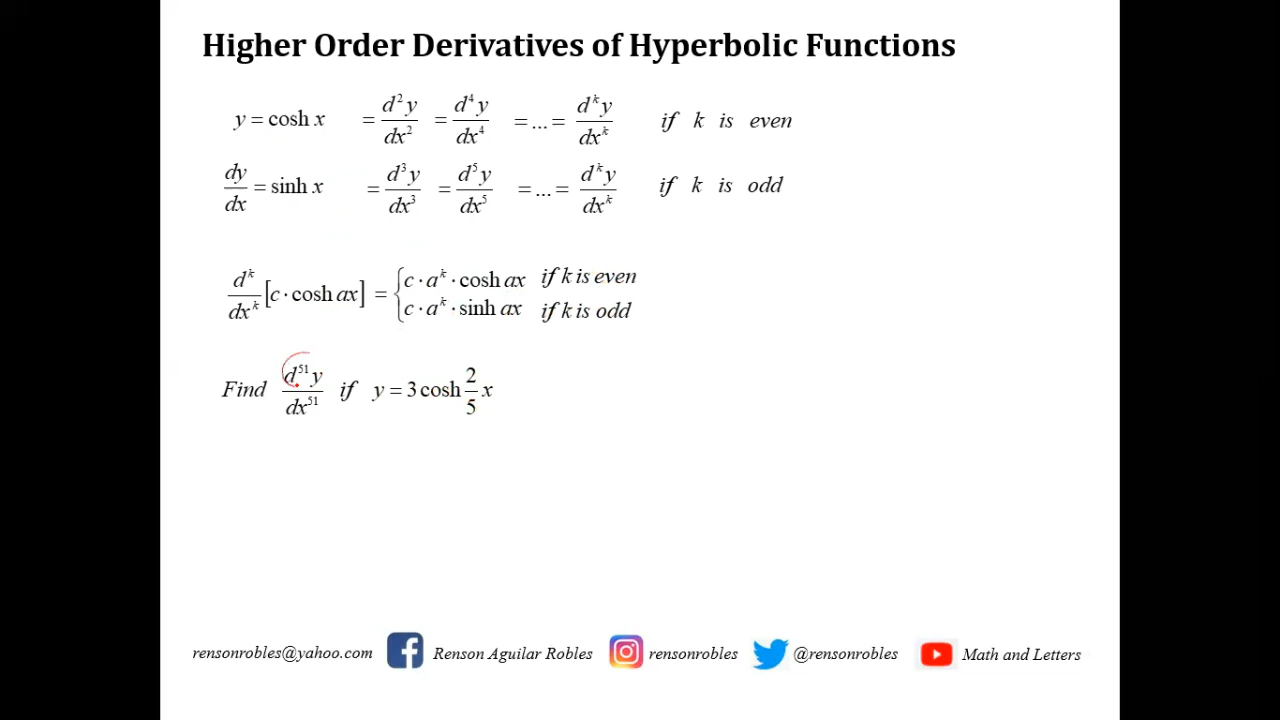 Higher Order Derivatives of Hyperbolic Functions
y = cosh x = d²y/dx² = d⁴y/dx⁴ = ... = dᵏy/dxᵏ if k is even
dy/dx = sinh x = d³y/dx³ = d⁵y/dx⁵ = ... = dᵏy/dxᵏ if k is odd
dᵏ/dxᵏ [c · cosh ax] = { c · aᵏ · cosh ax if k is even
c · aᵏ · sinh ax if k is odd
Find d⁵¹y/dx⁵¹ if y = 3 cosh 2/5 x
rensonrobles@yahoo.com Renson Aguilar Robles rensonrobles @rensonrobles Math and Letters